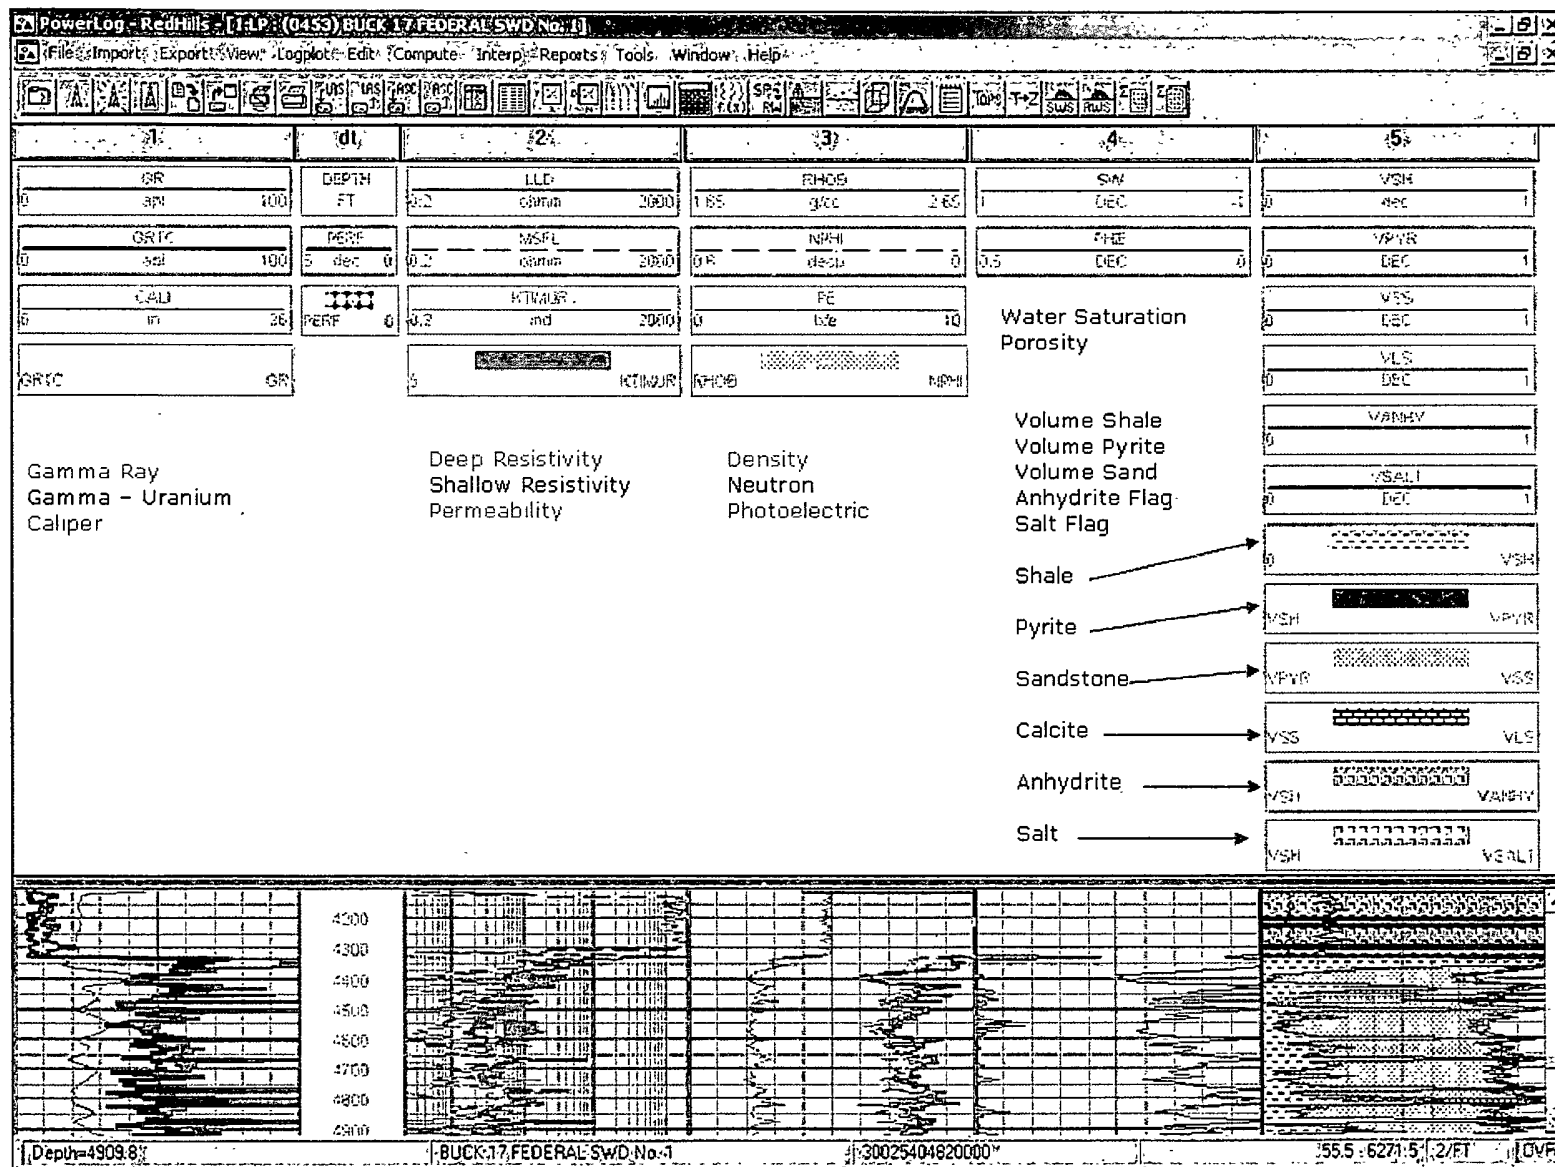 PowerLog - RedHills - [1:LP : (0453) BUCK 17 FEDERAL SWD No. 1]
File Import Export View Logplot Edit Compute Interp Reports Tools Window Help
1 dt 2 3 4 5
GR DEPTH LLD RHOB SW VSH
0 api 100 FT 0.2 ohmm 2000 1.65 g/cc 2.65 1 DEC 0 dec 1
GRTC PERF MSFL NPHI PHIE VPYR
0 api 100 5 dec 0 0.2 ohmm 2000 0.6 0 0.5 DEC 0 0 DEC 1
CALI KTIMUR PE VSS
in 26 PERF 0 0.2 md 2000 0 b/e 10 0 DEC 1
Water Saturation
Porosity
VLS
GRTC GR 5 KTIMUR RHOB NPHI 0 DEC 1
Volume Shale VANHY
Volume Pyrite 0 1
Gamma Ray Deep Resistivity Density Volume Sand VSALT
Gamma - Uranium Shallow Resistivity Neutron Anhydrite Flag 0 DEC 1
Caliper Permeability Photoelectric Salt Flag
Shale 0 VSH
Pyrite VSH VPYR
Sandstone VPYR VSS
Calcite VSS VLS
Anhydrite VSH VANHY
Salt VSH VSALT
4200
4300
4400
4500
4600
4700
4800
4900
Depth=4909.8 BUCK 17 FEDERAL SWD No. 1 30025404820000 55.5 : 6271.5 2/FT OVR